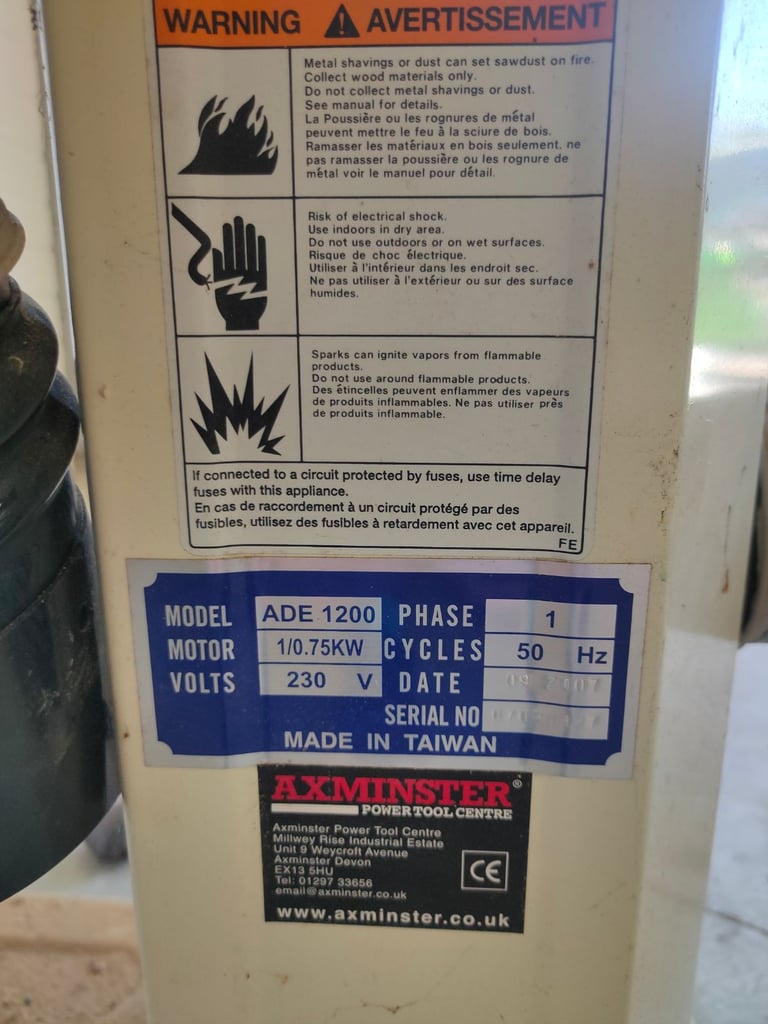 WARNING ⚠ AVERTISSEMENT
Metal shavings or dust can set sawdust on fire.
Collect wood materials only.
Do not collect metal shavings or dust.
See manual for details.
La Poussière ou les rognures de métal
peuvent mettre le feu à la sciure de bois.
Ramasser les matériaux en bois seulement. ne
pas ramasser la poussière ou les rognure de
métal voir le manuel pour détail.
Risk of electrical shock.
Use indoors in dry area.
Do not use outdoors or on wet surfaces.
Risque de choc électrique.
Utiliser à l'intérieur dans les endroit sec.
Ne pas utiliser à l'extérieur ou sur des surface
humides.
Sparks can ignite vapors from flammable
products.
Do not use around flammable products.
Des étincelles peuvent enflammer des vapeurs
de produits inflammables. Ne pas utiliser près
de produits inflammable.
If connected to a circuit protected by fuses, use time delay
fuses with this appliance.
En cas de raccordement à un circuit protégé par des
fusibles, utilisez des fusibles à retardement avec cet appareil.
FE
MODEL ADE 1200 PHASE 1
MOTOR 1/0.75KW CYCLES 50 Hz
VOLTS 230 V DATE 09 2007
SERIAL NO
MADE IN TAIWAN
AXMINSTER®
POWER TOOL CENTRE
Axminster Power Tool Centre
Millwey Rise Industrial Estate
Unit 9 Weycroft Avenue
Axminster Devon
EX13 5HU
Tel: 01297 33656
email@axminster.co.uk
CE
www.axminster.co.uk